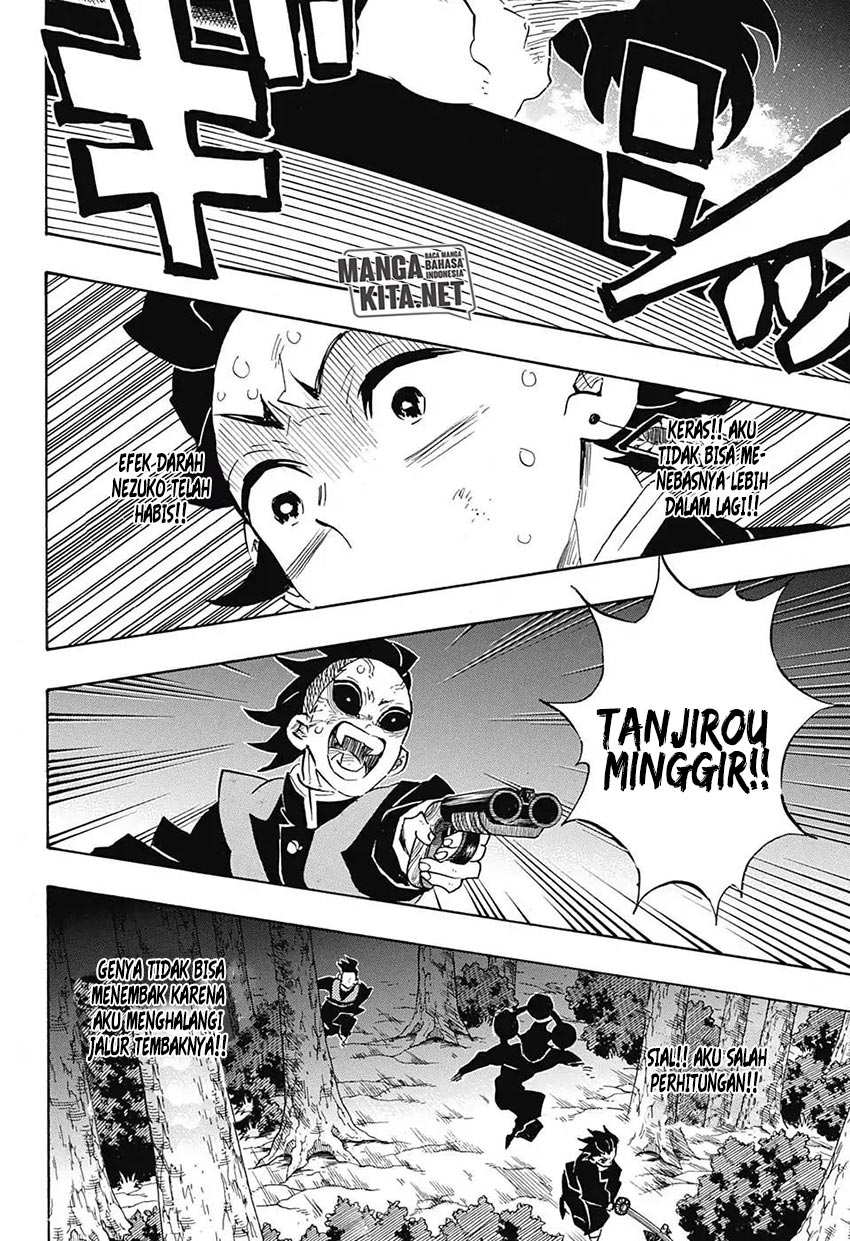 MANGA
KITA.NET
BACA MANGA
BAHASA
INDONESIA
KERAS!! AKU
TIDAK BISA ME-
NEBASNYA LEBIH
DALAM LAGI!!
EFEK DARAH
NEZUKO TELAH
HABIS!!
TANJIROU
MINGGIR!!
SIAL!! AKU SALAH
PERHITUNGAN!!
GENYA TIDAK BISA
MENEMBAK KARENA
AKU MENGHALANGI
JALUR TEMBAKNYA!!